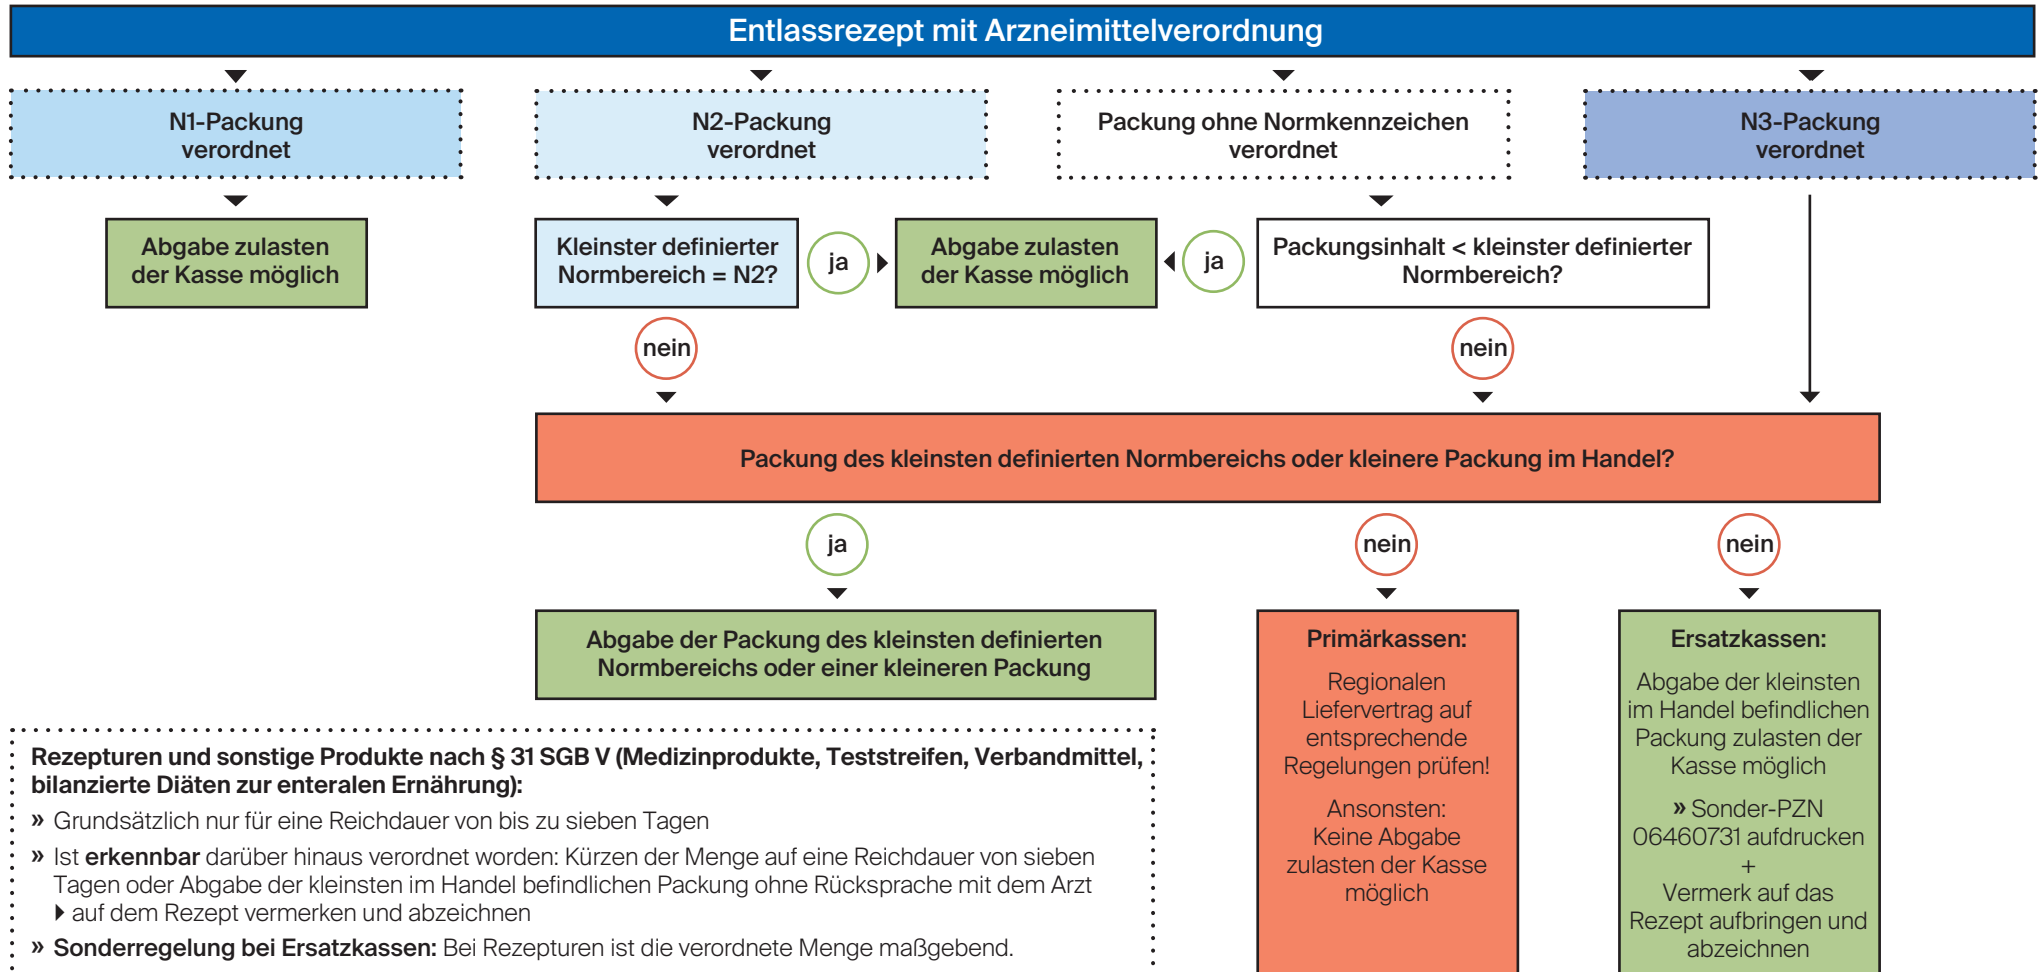 Entlassrezept mit Arzneimittelverordnung
N1-Packung
verordnet
N2-Packung
verordnet
Packung ohne Normkennzeichen
verordnet
N3-Packung
verordnet
Abgabe zulasten
der Kasse möglich
Kleinster definierter
Normbereich = N2?
ja
Abgabe zulasten
der Kasse möglich
ja
Packungsinhalt < kleinster definierter
Normbereich?
nein
nein
Packung des kleinsten definierten Normbereichs oder kleinere Packung im Handel?
ja
nein
nein
Abgabe der Packung des kleinsten definierten
Normbereichs oder einer kleineren Packung
Primärkassen:
Regionalen
Liefervertrag auf
entsprechende
Regelungen prüfen!
Ansonsten:
Keine Abgabe
zulasten der Kasse
möglich
Ersatzkassen:
Abgabe der kleinsten
im Handel befindlichen
Packung zulasten der
Kasse möglich
» Sonder-PZN
06460731 aufdrucken
+
Vermerk auf das
Rezept aufbringen und
abzeichnen
Rezepturen und sonstige Produkte nach § 31 SGB V (Medizinprodukte, Teststreifen, Verbandmittel,
bilanzierte Diäten zur enteralen Ernährung):
» Grundsätzlich nur für eine Reichdauer von bis zu sieben Tagen
» Ist erkennbar darüber hinaus verordnet worden: Kürzen der Menge auf eine Reichdauer von sieben
Tagen oder Abgabe der kleinsten im Handel befindlichen Packung ohne Rücksprache mit dem Arzt
auf dem Rezept vermerken und abzeichnen
» Sonderregelung bei Ersatzkassen: Bei Rezepturen ist die verordnete Menge maßgebend.